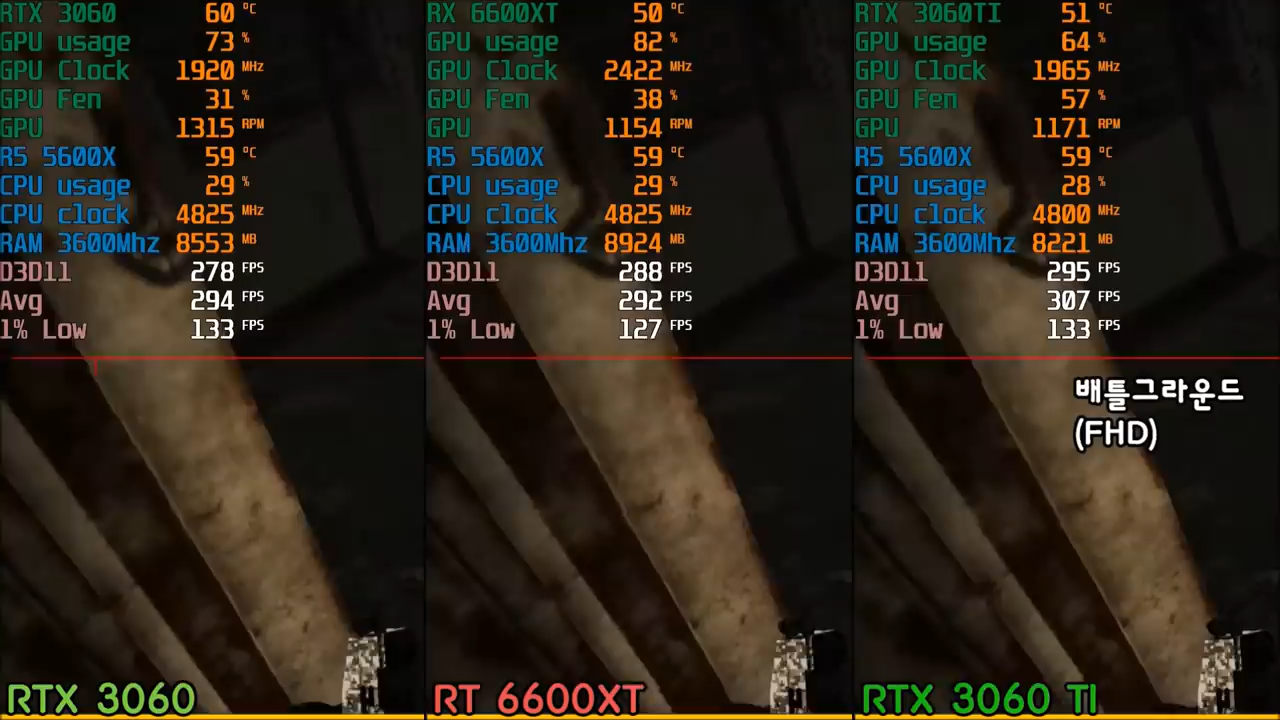 RTX 3060 60 °C
GPU usage 73 %
GPU Clock 1920 MHz
GPU Fen 31 %
GPU 1315 RPM
R5 5600X 59 °C
CPU usage 29 %
CPU clock 4825 MHz
RAM 3600Mhz 8553 MB
D3D11 278 FPS
Avg 294 FPS
1% Low 133 FPS
RTX 3060
RX 6600XT 50 °C
GPU usage 82 %
GPU Clock 2422 MHz
GPU Fen 38 %
GPU 1154 RPM
R5 5600X 59 °C
CPU usage 29 %
CPU clock 4825 MHz
RAM 3600Mhz 8924 MB
D3D11 288 FPS
Avg 292 FPS
1% Low 127 FPS
RT 6600XT
RTX 3060TI 51 °C
GPU usage 64 %
GPU Clock 1965 MHz
GPU Fen 57 %
GPU 1171 RPM
R5 5600X 59 °C
CPU usage 28 %
CPU clock 4800 MHz
RAM 3600Mhz 8221 MB
D3D11 295 FPS
Avg 307 FPS
1% Low 133 FPS
배틀그라운드
(FHD)
RTX 3060 TI